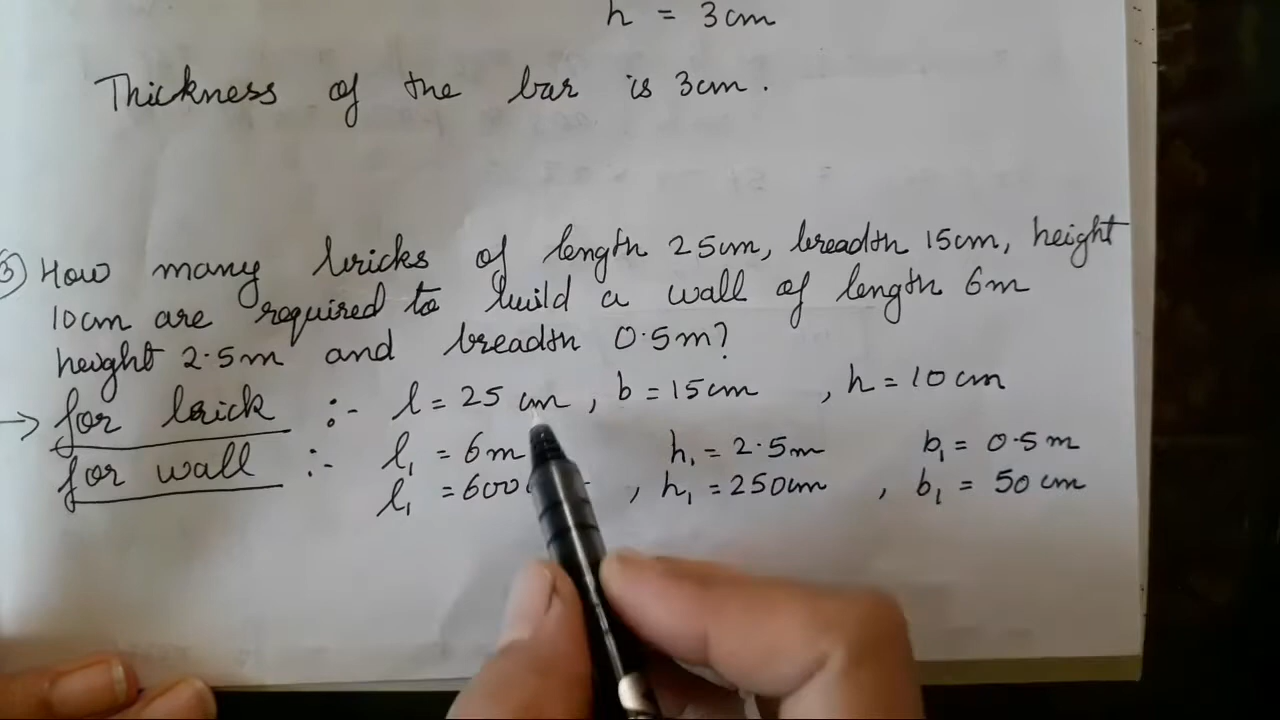 h = 3cm
Thickness of the bar is 3cm.
3) How many bricks of length 25cm, breadth 15cm, height
10cm are required to build a wall of length 6m
height 2.5m and breadth 0.5m?
→ for brick :- l = 25 cm, b = 15cm , h = 10 cm
for wall :- l₁ = 6m h₁ = 2.5m b₁ = 0.5 m
l₁ = 600 , h₁ = 250cm , b₁ = 50 cm